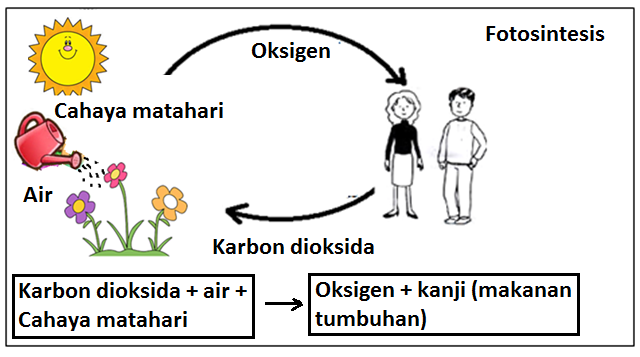 Fotosintesis
Oksigen
Cahaya matahari
Air
Karbon dioksida
Karbon dioksida + air +
Cahaya matahari
Oksigen + kanji (makanan
tumbuhan)